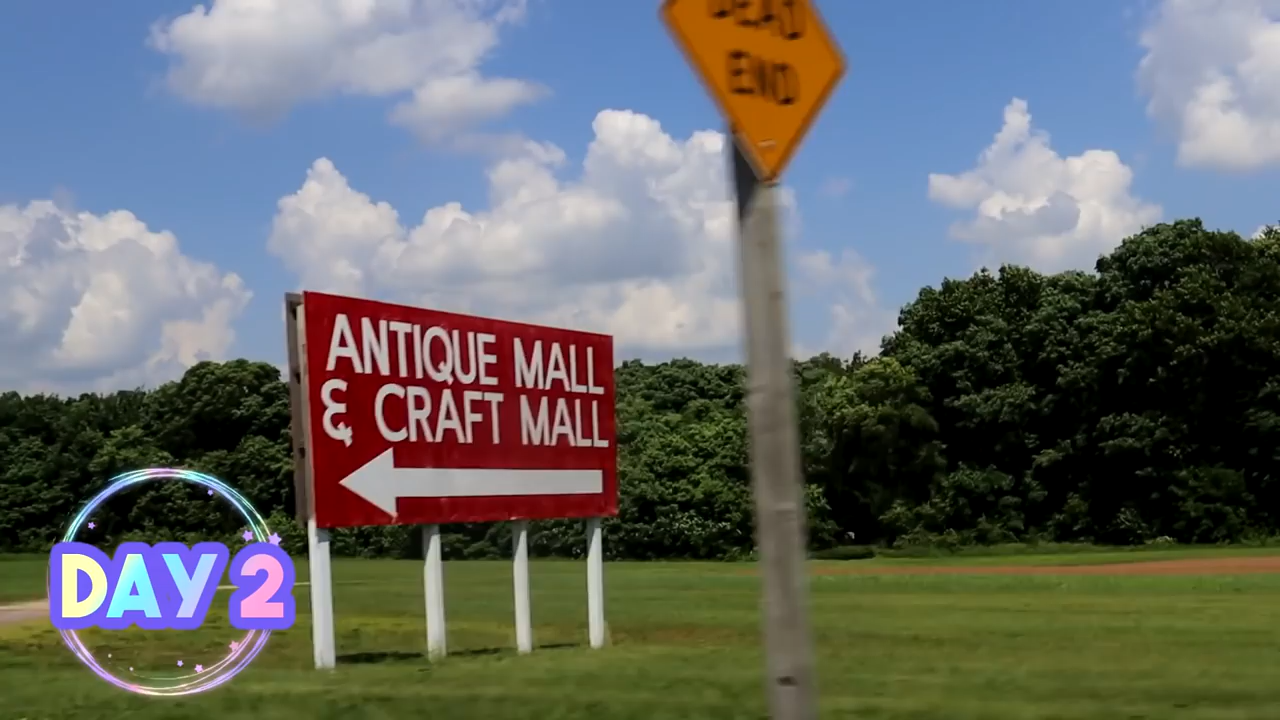 DEAD
END
ANTIQUE MALL
& CRAFT MALL
DAY 2